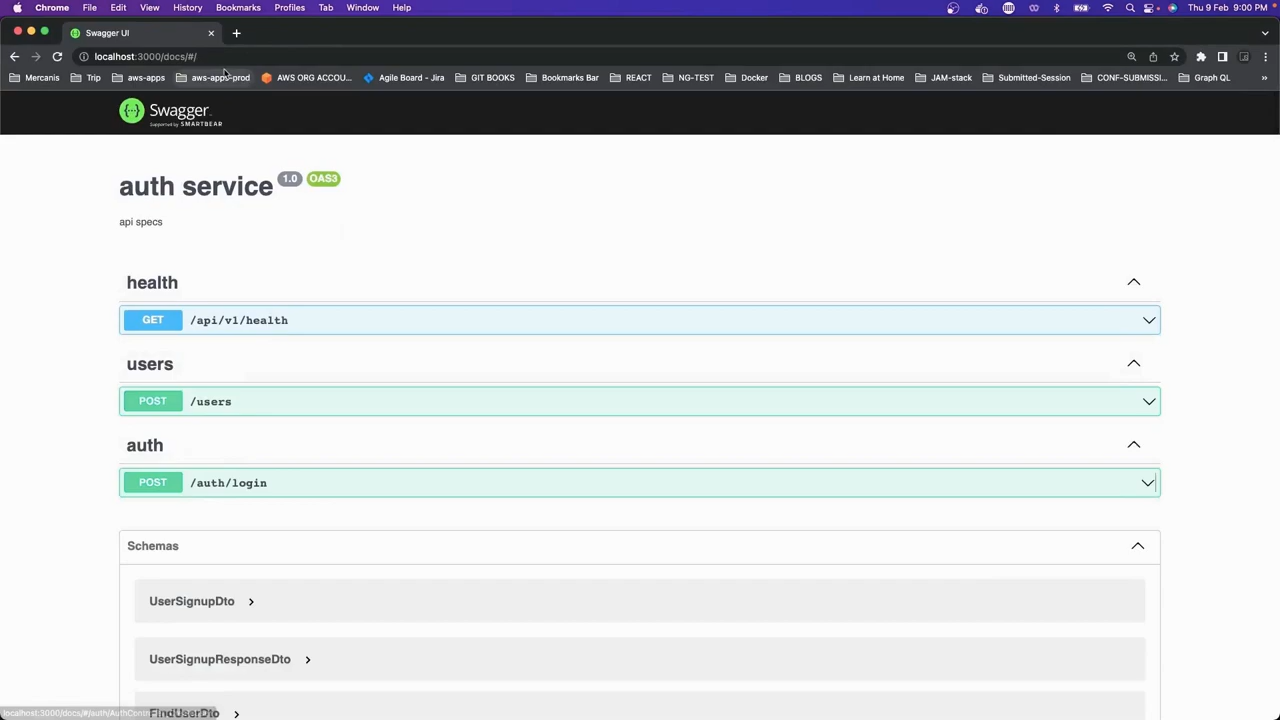 Chrome File Edit View History Bookmarks Profiles Tab Window Help Thu 9 Feb 9:00 PM
Swagger UI
localhost:3000/docs/#/
Mercanis Trip aws-apps aws-apps-prod AWS ORG ACCOU... Agile Board - Jira GIT BOOKS Bookmarks Bar REACT NG-TEST Docker BLOGS Learn at Home JAM-stack Submitted-Session CONF-SUBMISSI... Graph QL »
Swagger.
Supported by SMARTBEAR
auth service 1.0 OAS3
api specs
health
GET /api/v1/health
users
POST /users
auth
POST /auth/login
Schemas
UserSignupDto
UserSignupResponseDto
FindUserDto